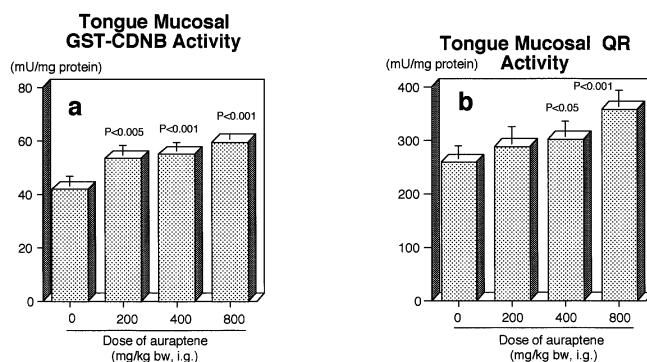 Tongue Mucosal
GST-CDNB Activity
(mU/mg protein)
80
60
40
20
0
a
P<0.005
P<0.001
P<0.001
0 200 400 800
Dose of auraptene
(mg/kg bw, i.g.)
Tongue Mucosal QR
Activity
(mU/mg protein)
400
300
200
100
0
b
P<0.05
P<0.001
0 200 400 800
Dose of auraptene
(mg/kg bw, i.g.)